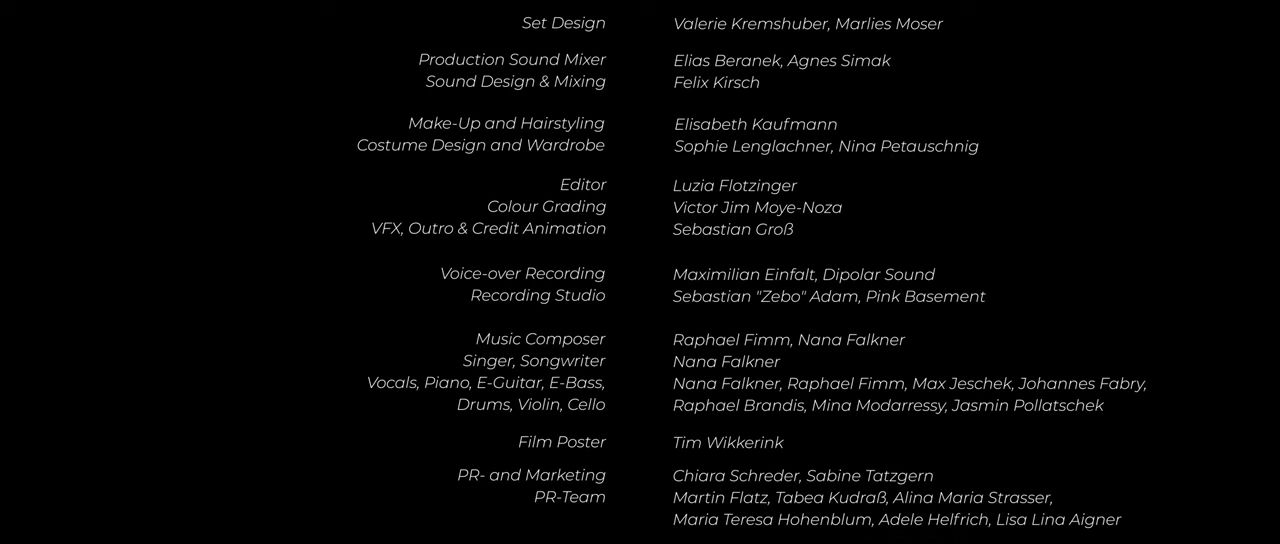 Set Design Valerie Kremshuber, Marlies Moser
Production Sound Mixer Elias Beranek, Agnes Simak
Sound Design & Mixing Felix Kirsch
Make-Up and Hairstyling Elisabeth Kaufmann
Costume Design and Wardrobe Sophie Lenglachner, Nina Petauschnig
Editor Luzia Flotzinger
Colour Grading Victor Jim Moye-Noza
VFX, Outro & Credit Animation Sebastian Groß
Voice-over Recording Maximilian Einfalt, Dipolar Sound
Recording Studio Sebastian "Zebo" Adam, Pink Basement
Music Composer Raphael Fimm, Nana Falkner
Singer, Songwriter Nana Falkner
Vocals, Piano, E-Guitar, E-Bass, Nana Falkner, Raphael Fimm, Max Jeschek, Johannes Fabry,
Drums, Violin, Cello Raphael Brandis, Mina Modarressy, Jasmin Pollatschek
Film Poster Tim Wikkerink
PR- and Marketing Chiara Schreder, Sabine Tatzgern
PR-Team Martin Flatz, Tabea Kudraß, Alina Maria Strasser,
Maria Teresa Hohenblum, Adele Helfrich, Lisa Lina Aigner